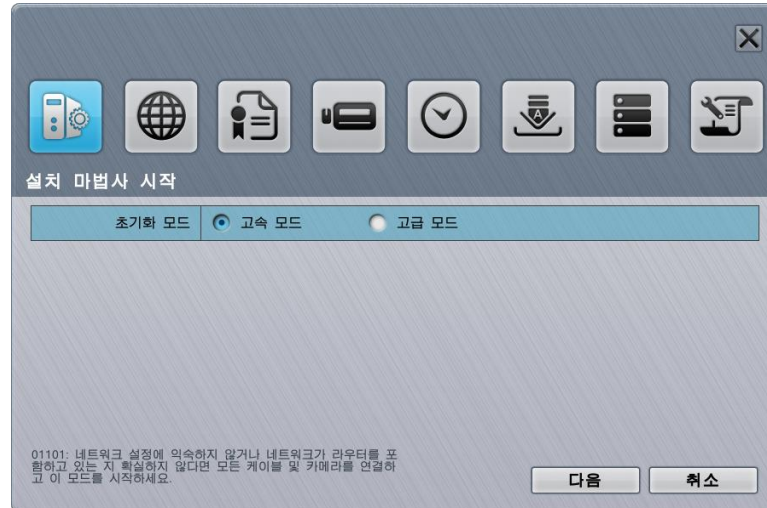 설치 마법사 시작
초기화 모드 고속 모드 고급 모드
01101: 네트워크 설정에 익숙하지 않거나 네트워크가 라우터를 포
함하고 있는 지 확실하지 않다면 모든 케이블 및 카메라를 연결하
고 이 모드를 시작하세요.
다음 취소